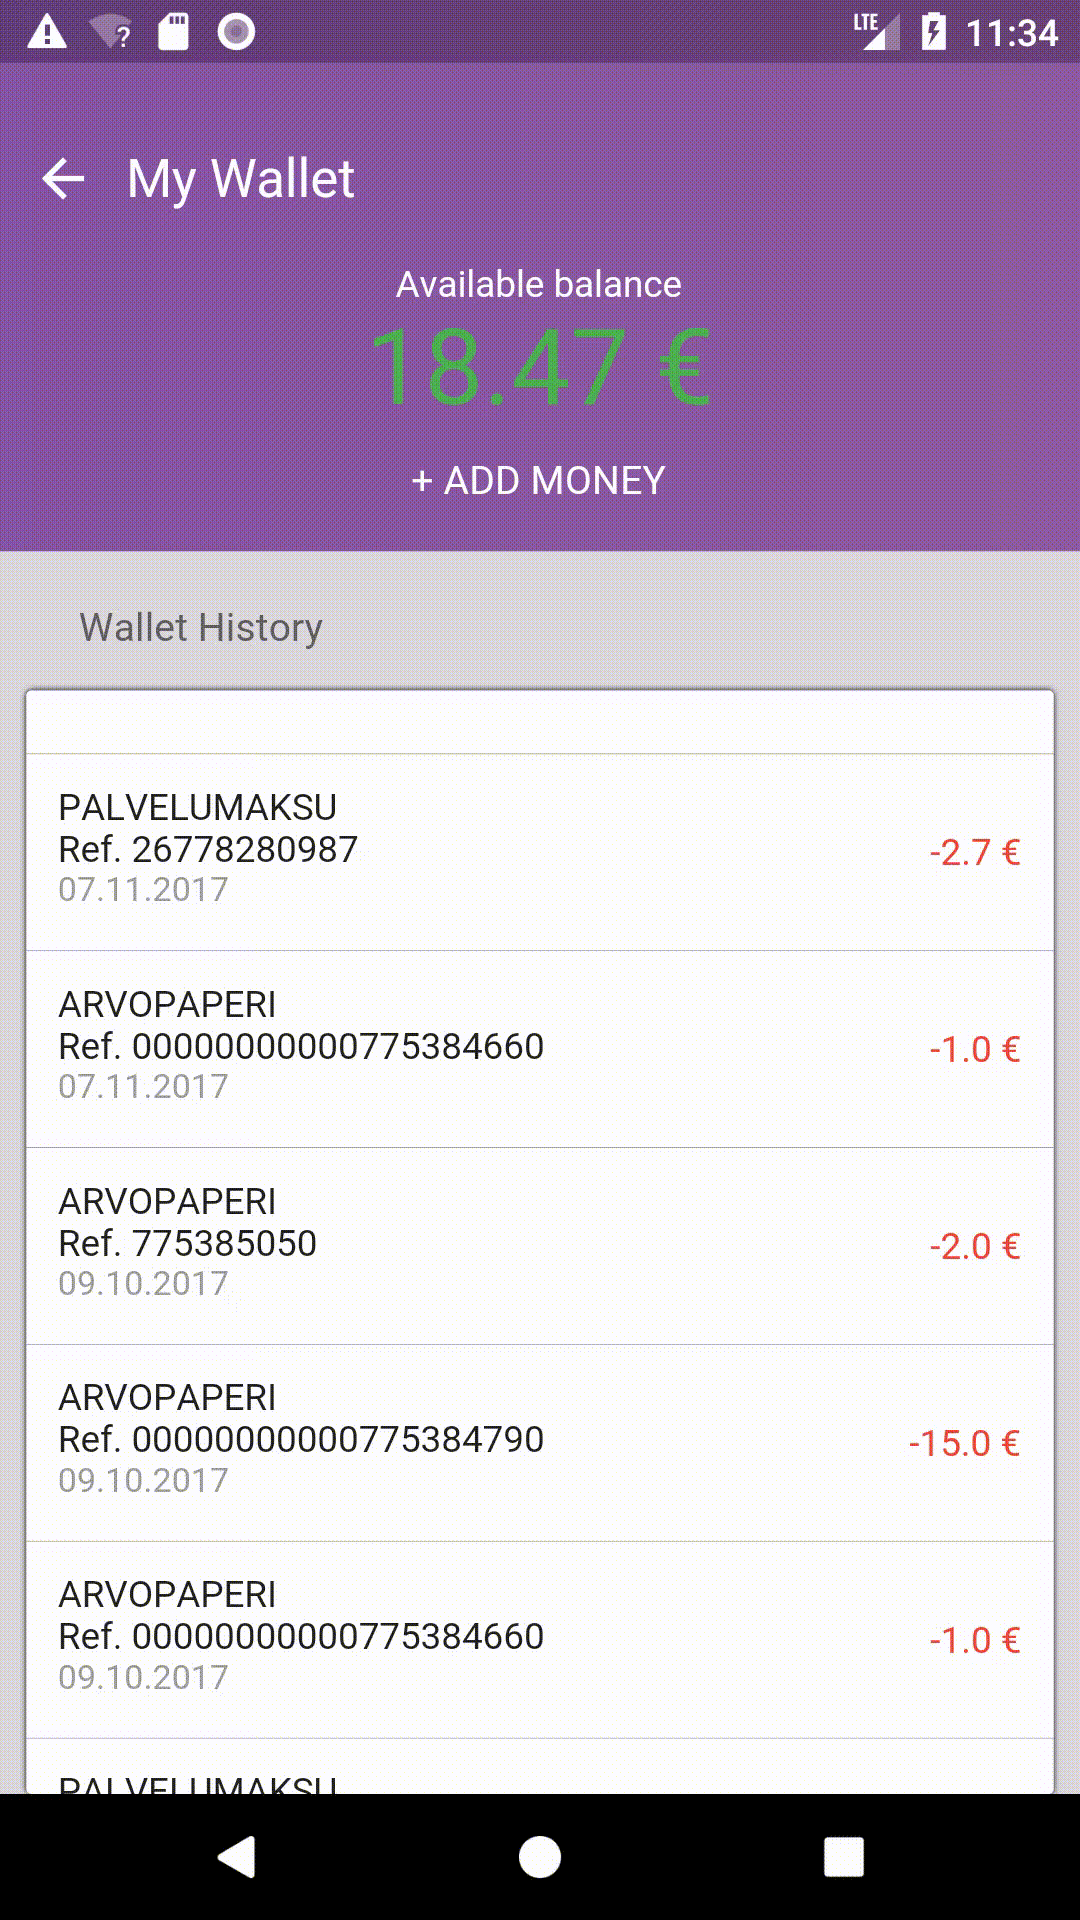 LTE 11:34
My Wallet
Available balance
18.47 €
+ ADD MONEY
Wallet History
PALVELUMAKSU
Ref. 26778280987
-2.7 €
07.11.2017
ARVOPAPERI
Ref. 00000000000775384660
-1.0 €
07.11.2017
ARVOPAPERI
Ref. 775385050
-2.0 €
09.10.2017
ARVOPAPERI
Ref. 00000000000775384790
-15.0 €
09.10.2017
ARVOPAPERI
Ref. 00000000000775384660
-1.0 €
09.10.2017
PALVELUMAKSU